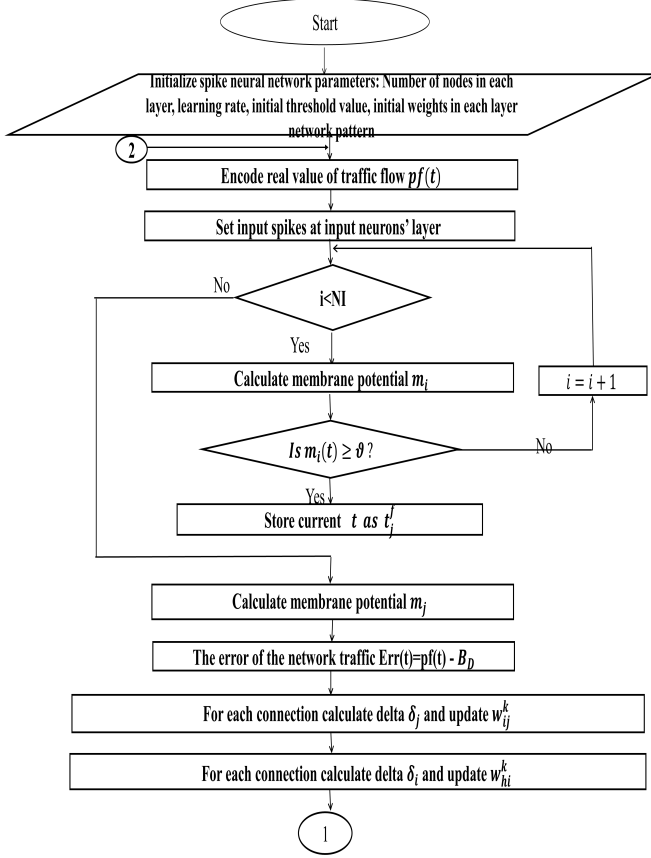 Start
Initialize spike neural network parameters: Number of nodes in each
layer, learning rate, initial threshold value, initial weights in each layer
network pattern
2
Encode real value of traffic flow pf(t)
Set input spikes at input neurons' layer
No
i<NI
Yes
Calculate membrane potential m_i
i = i + 1
Is m_i(t) ≥ ϑ ?
No
Yes
Store current t as t_j^f
Calculate membrane potential m_j
The error of the network traffic Err(t)=pf(t) - B_D
For each connection calculate delta δ_j and update w_ij^k
For each connection calculate delta δ_i and update w_hi^k
1